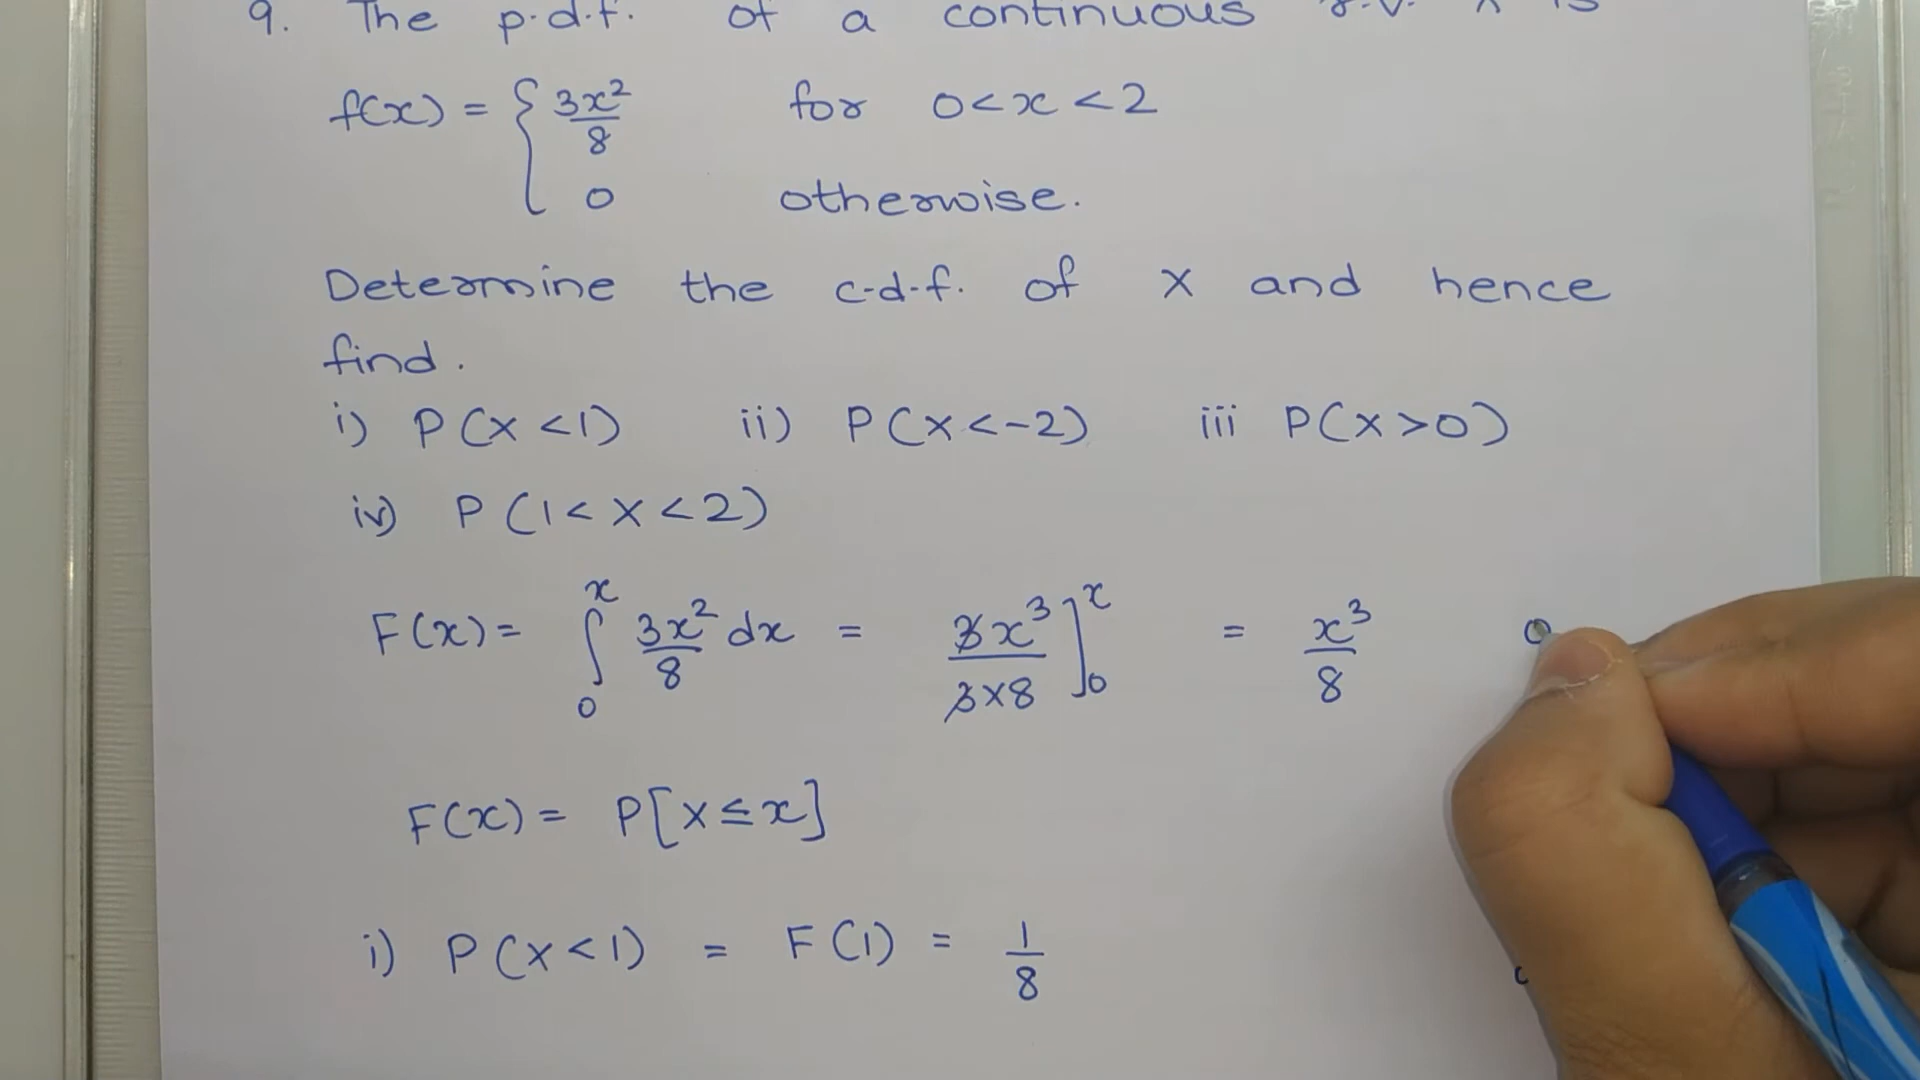 9. The p.d.f. of a continuous r.v. X is
f(x) = { 3x²/8 for 0<x<2
0 otherwise.
Determine the c.d.f. of X and hence
find.
i) P(X<1) ii) P(X<-2) iii P(X>0)
iv) P(1<X<2)
F(x) = ∫₀ˣ 3x²/8 dx = 3x³/3×8 ]₀ˣ = x³/8 0
F(x) = P[X≤x]
i) P(X<1) = F(1) = 1/8